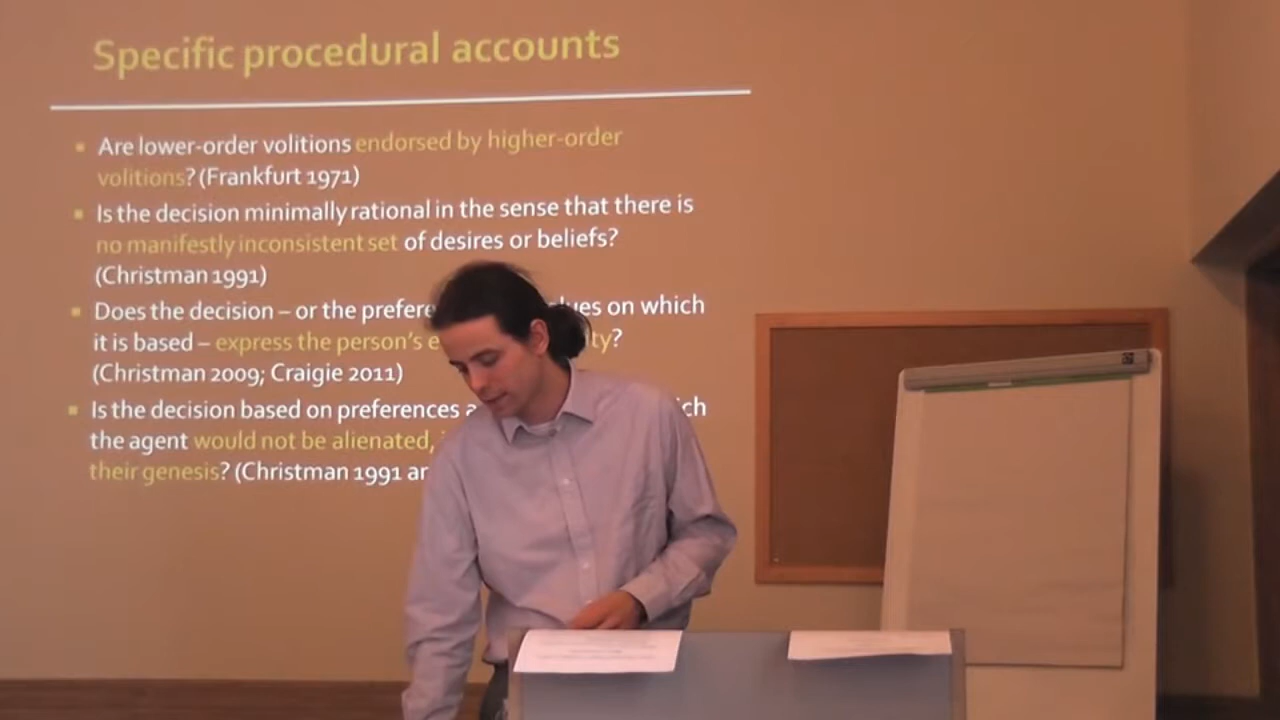 Specific procedural accounts
▪ Are lower-order volitions endorsed by higher-order
volitions? (Frankfurt 1971)
▪ Is the decision minimally rational in the sense that there is
no manifestly inconsistent set of desires or beliefs?
(Christman 1991)
▪ Does the decision – or the on which
it is based – express the person's ?
(Christman 2009; Craigie 2011)
▪ Is the decision based on preferences
the agent would not be alienated,
their genesis? (Christman 1991